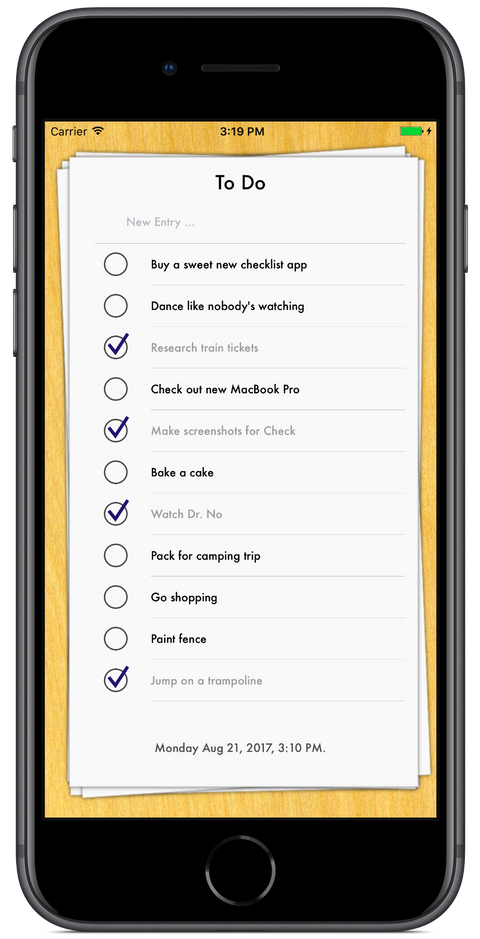 Carrier 3:19 PM
To Do
New Entry ...
Buy a sweet new checklist app
Dance like nobody's watching
Research train tickets
Check out new MacBook Pro
Make screenshots for Check
Bake a cake
Watch Dr. No
Pack for camping trip
Go shopping
Paint fence
Jump on a trampoline
Monday Aug 21, 2017, 3:10 PM.